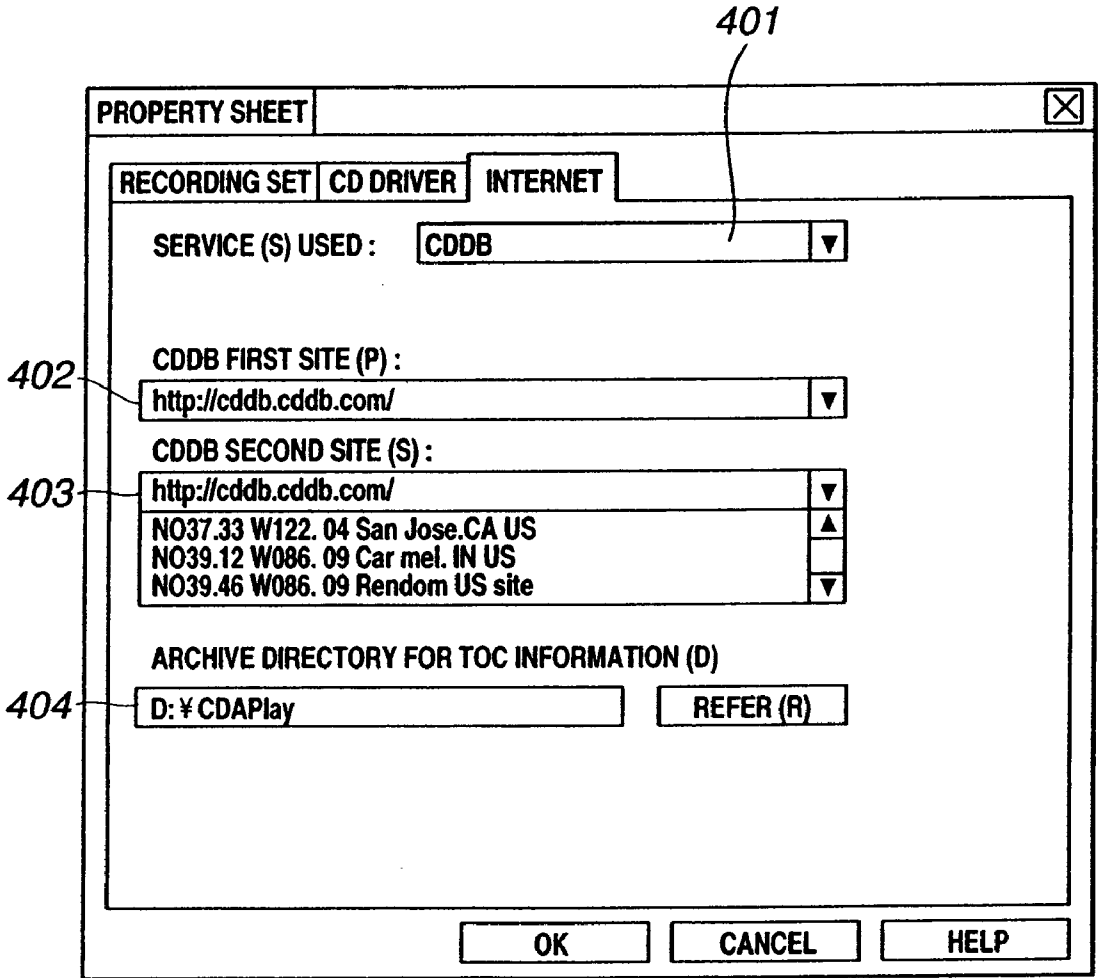 401
PROPERTY SHEET
RECORDING SET CD DRIVER INTERNET
SERVICE (S) USED : CDDB
CDDB FIRST SITE (P) :
402
http://cddb.cddb.com/
CDDB SECOND SITE (S) :
403
http://cddb.cddb.com/
NO37.33 W122. 04 San Jose.CA US
NO39.12 W086. 09 Car mel. IN US
NO39.46 W086. 09 Rendom US site
ARCHIVE DIRECTORY FOR TOC INFORMATION (D)
404
D: ¥ CDAPlay REFER (R)
OK CANCEL HELP